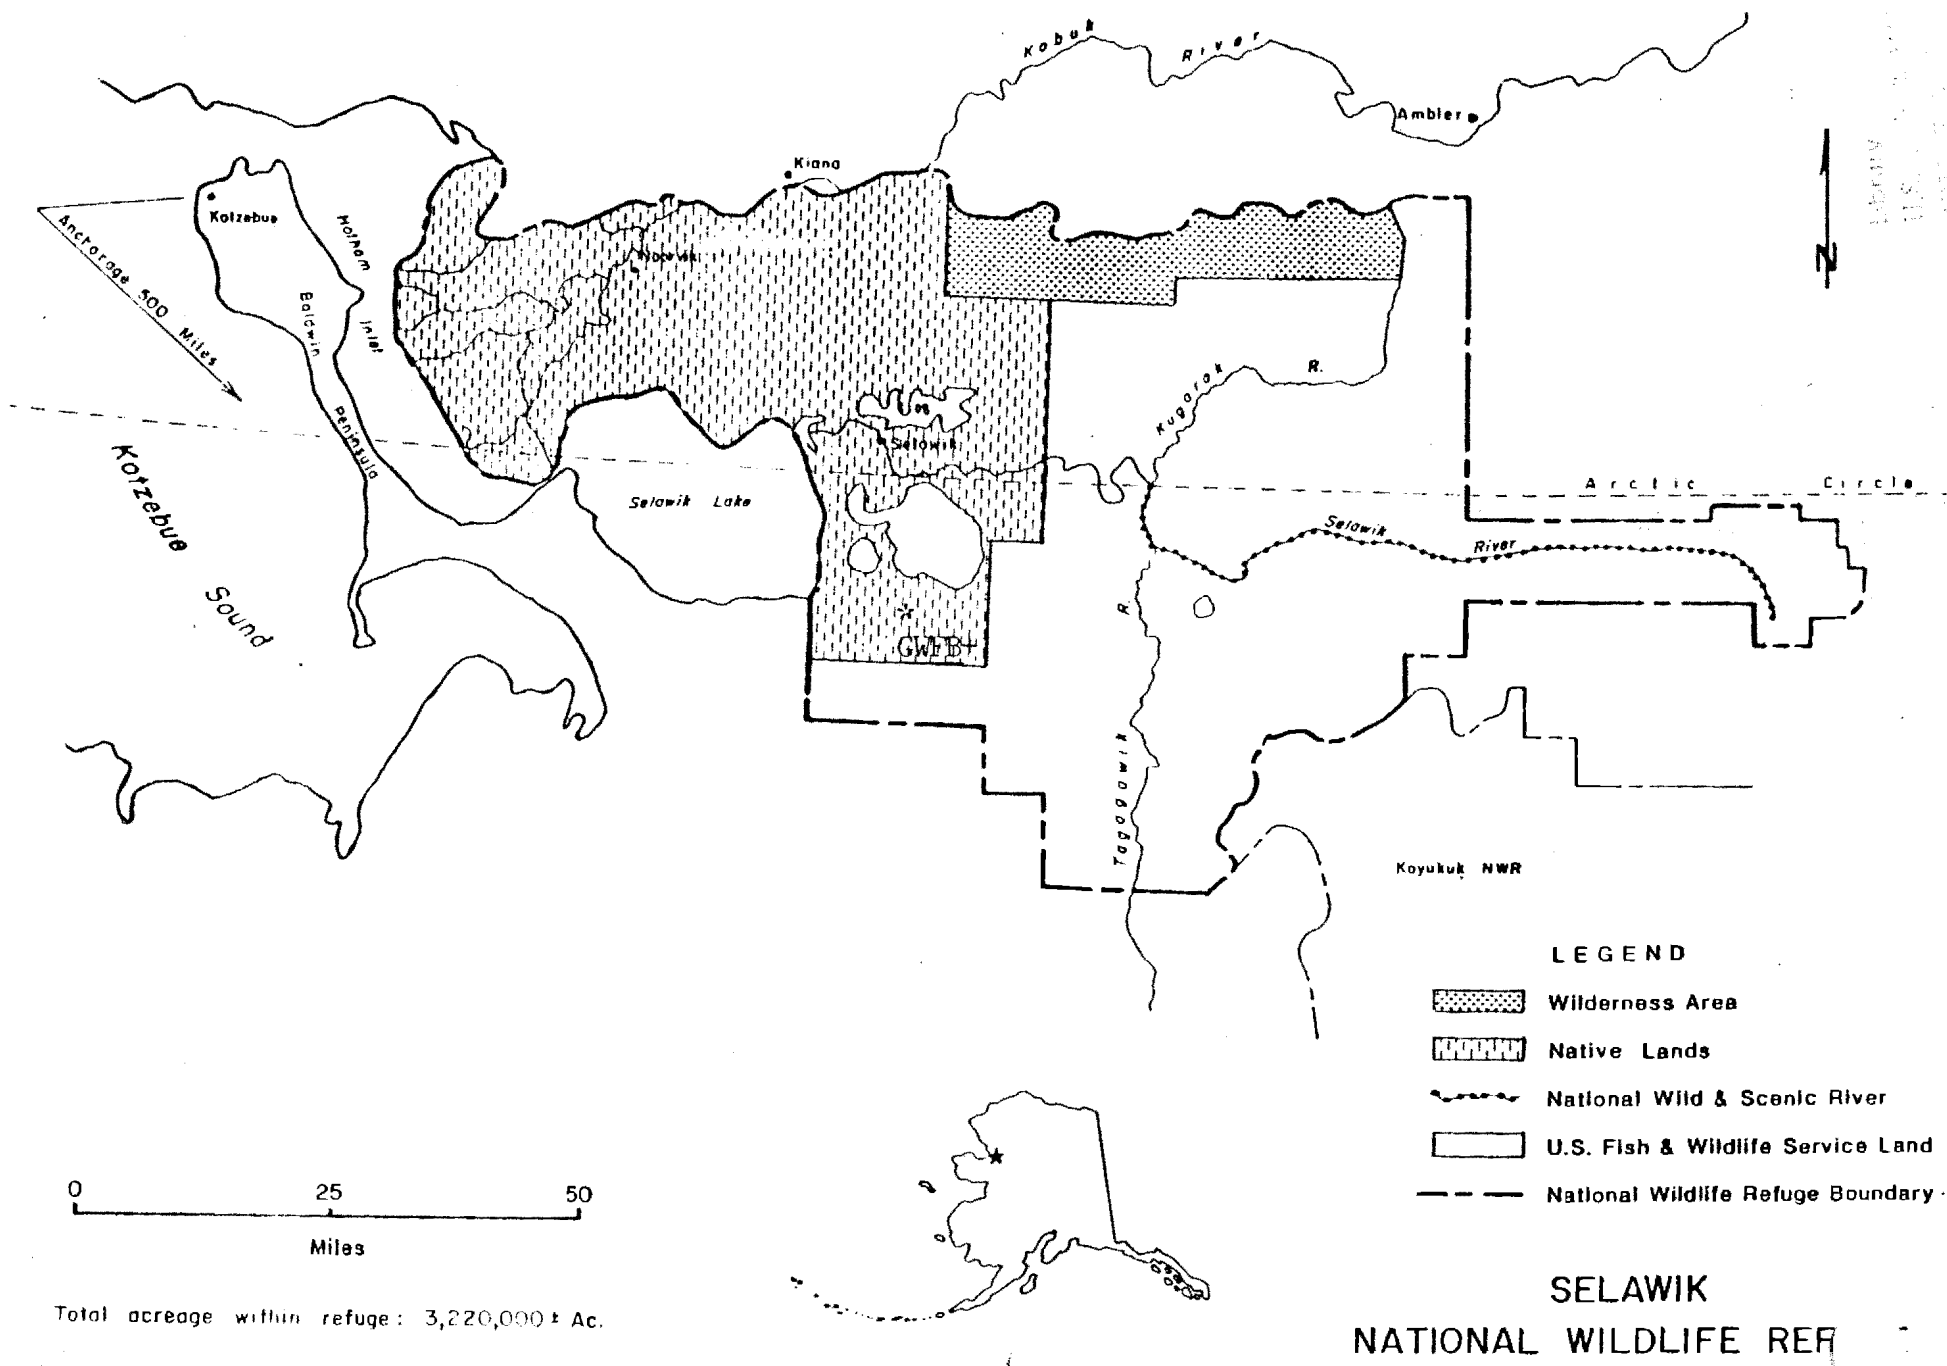 Kobuk River
Ambler
Kiana
Kotzebue
Hotham Inlet
Noorvik
Anchorage 500 Miles
Baldwin Peninsula
N
Kugarak R.
Selawik
Kotzebue Sound
Selawik Lake
Arctic Circle
Selawik River
GWFB+
Tagagawik R.
Koyukuk NWR
LEGEND
Wilderness Area
Native Lands
National Wild & Scenic River
U.S. Fish & Wildlife Service Land
National Wildlife Refuge Boundary
0 25 50
Miles
Total acreage within refuge: 3,220,000 ± Ac.
SELAWIK
NATIONAL WILDLIFE REF